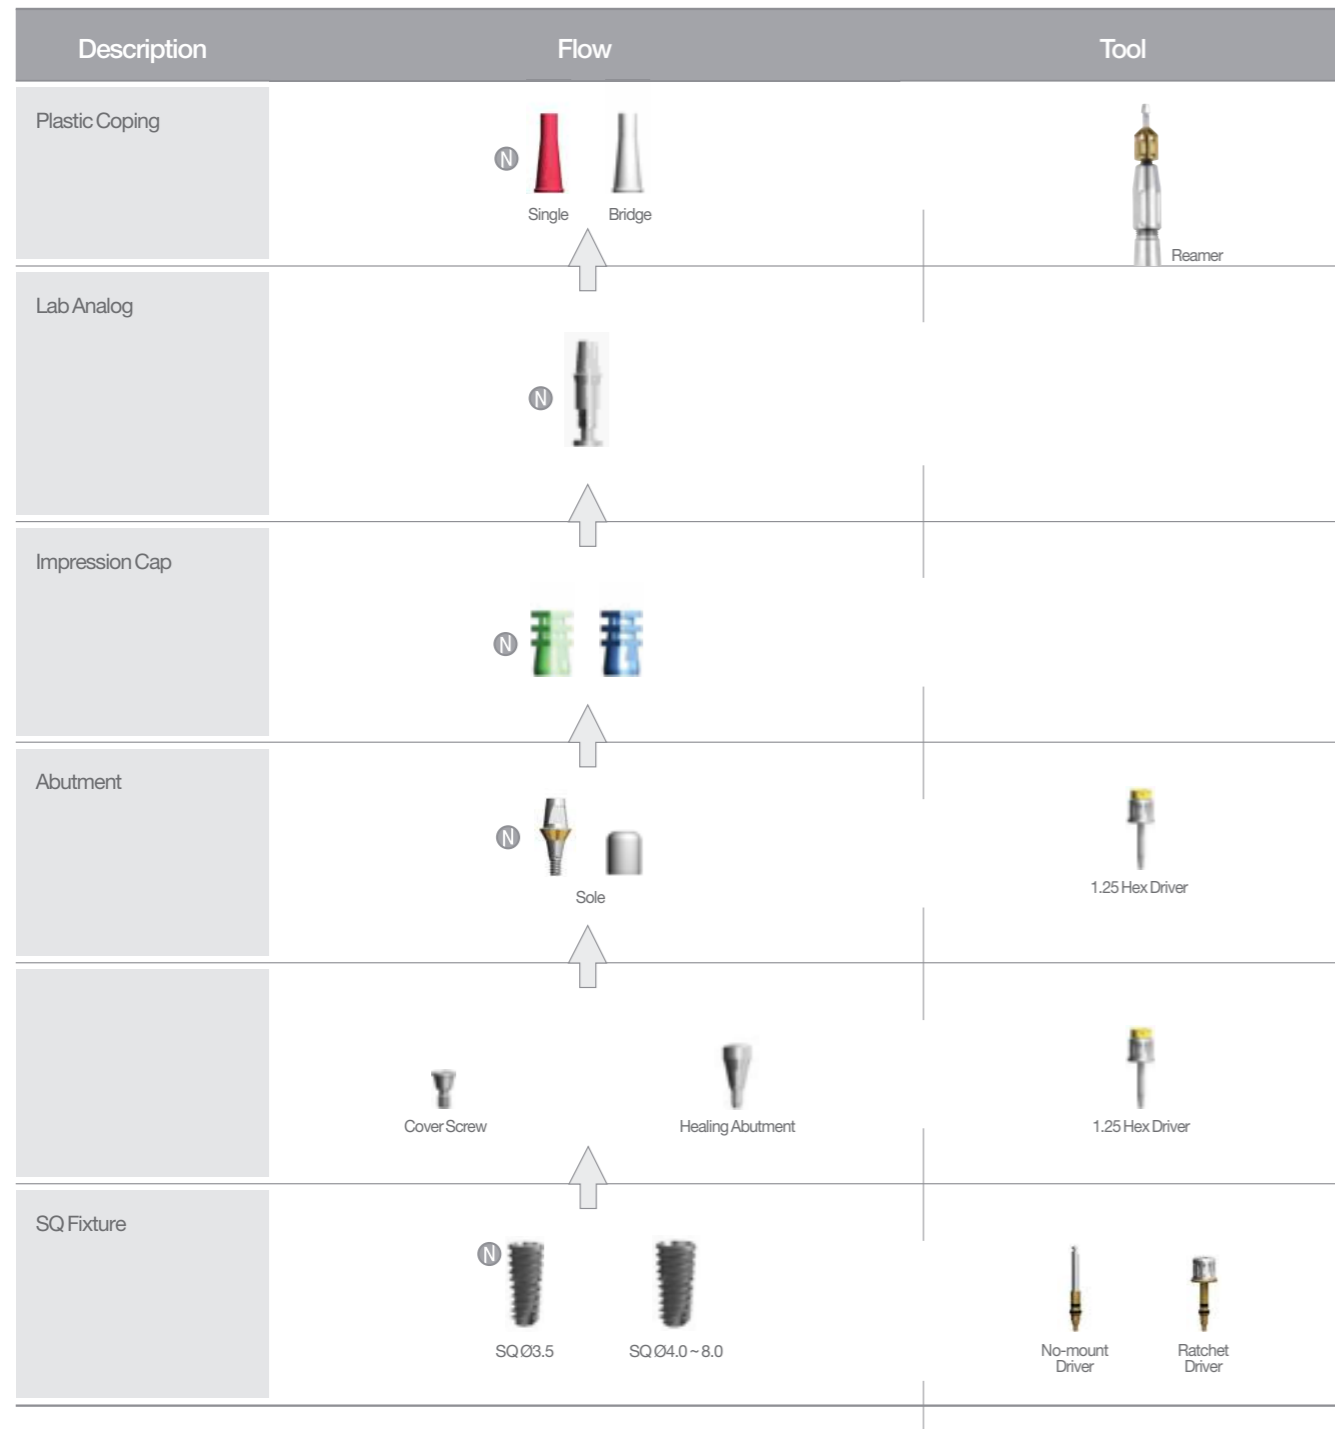 Description Flow Tool
Plastic Coping
N
Single Bridge
Reamer
Lab Analog
N
Impression Cap
N
Abutment
N
Sole
1.25 Hex Driver
Cover Screw Healing Abutment 1.25 Hex Driver
SQ Fixture
N
SQ Ø3.5 SQ Ø4.0 ~ 8.0
No-mount
Driver
Ratchet
Driver